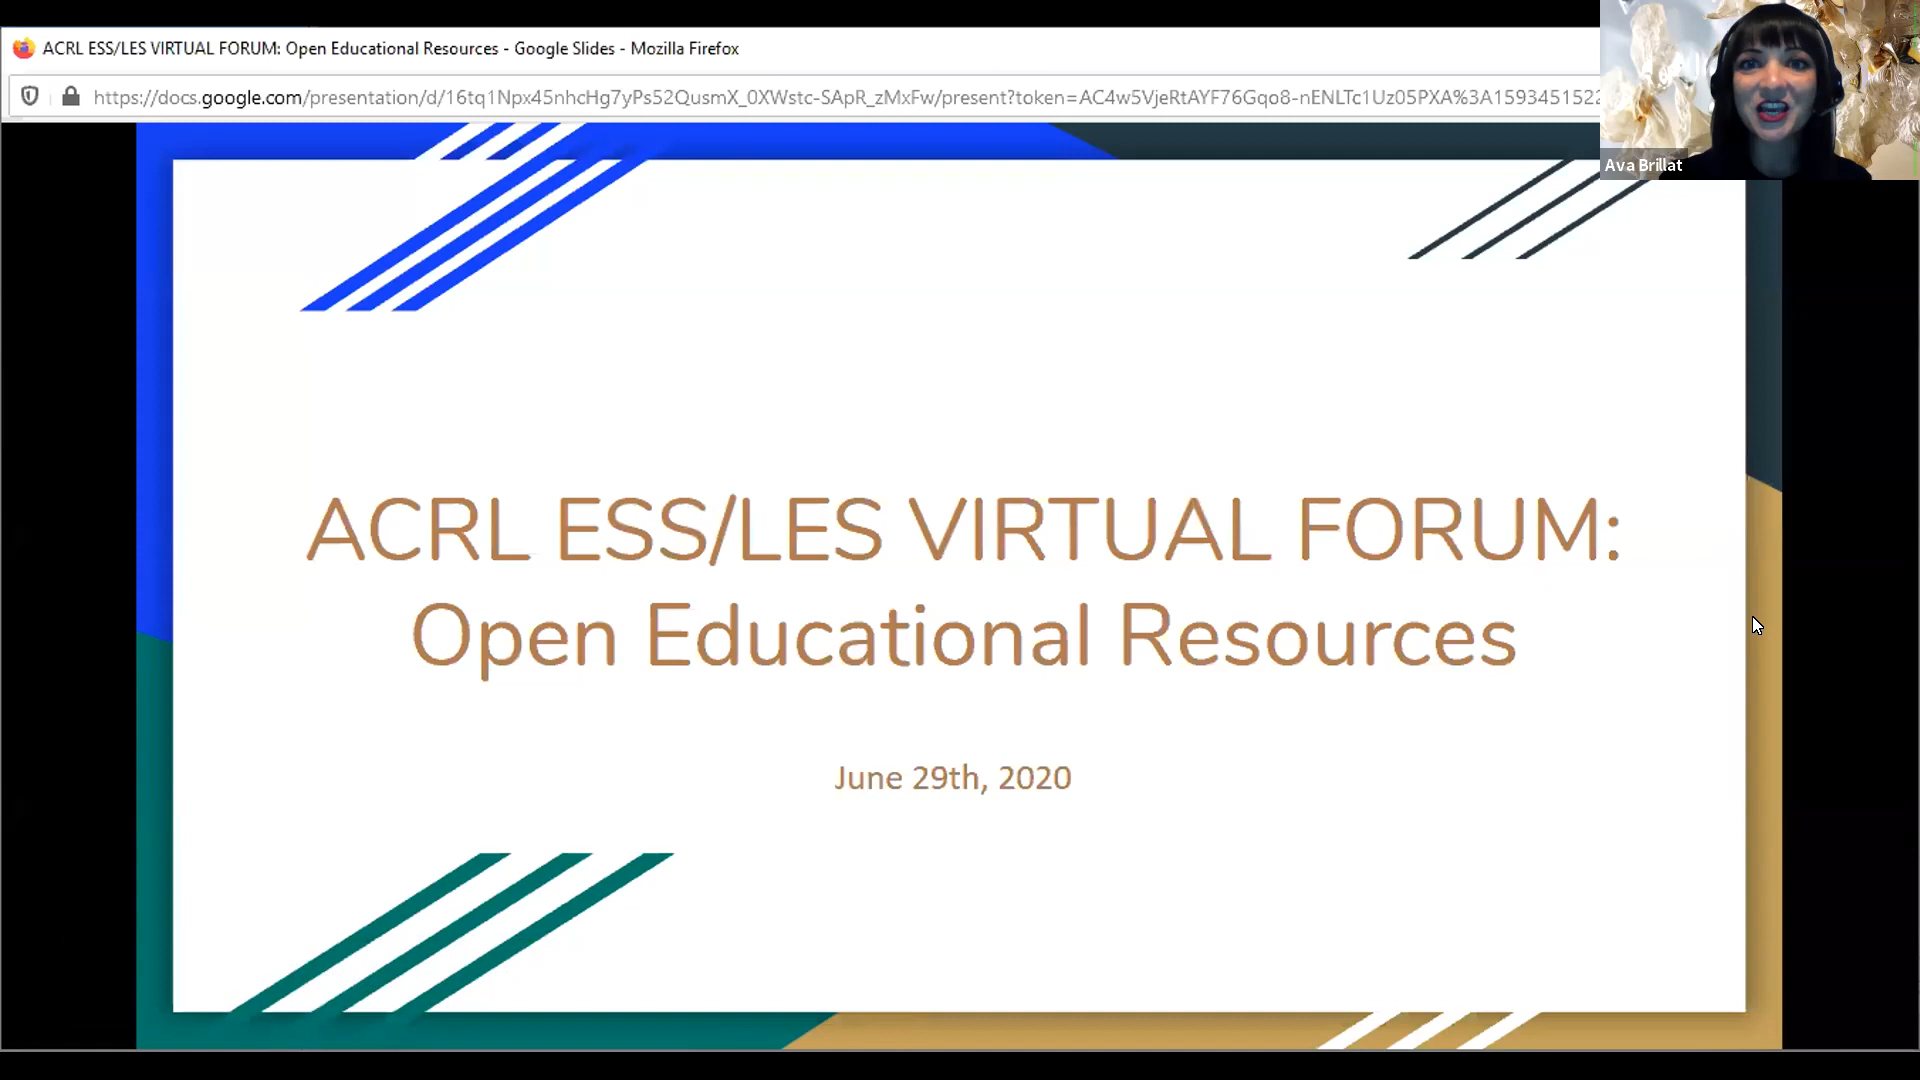 ACRL ESS/LES VIRTUAL FORUM: Open Educational Resources - Google Slides - Mozilla Firefox
https://docs.google.com/presentation/d/16tq1Npx45nhcHg7yPs52QusmX_0XWstc-SApR_zMxFw/present?token=AC4w5VjeRtAYF76Gqo8-nENLTc1Uz05PXA%3A1593451522
Ava Brillat
ACRL ESS/LES VIRTUAL FORUM:
Open Educational Resources
June 29th, 2020